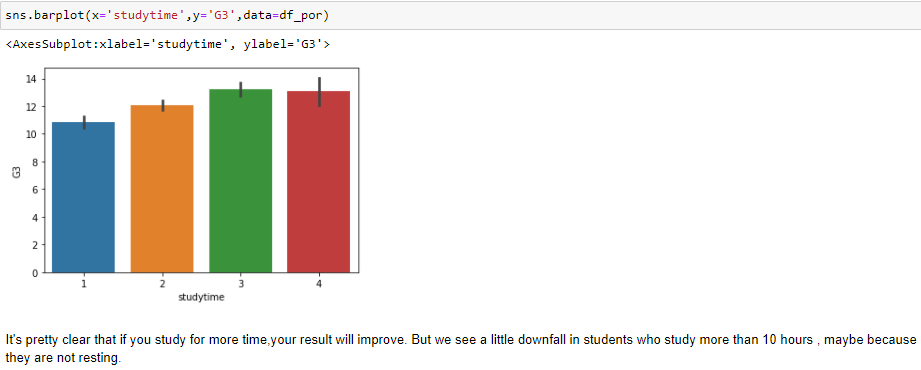 sns.barplot(x='studytime',y='G3',data=df_por)
<AxesSubplot:xlabel='studytime', ylabel='G3'>
14
12
10
8
6
4
2
0
G3
1 2 3 4
studytime
It's pretty clear that if you study for more time,your result will improve. But we see a little downfall in students who study more than 10 hours , maybe because
they are not resting.